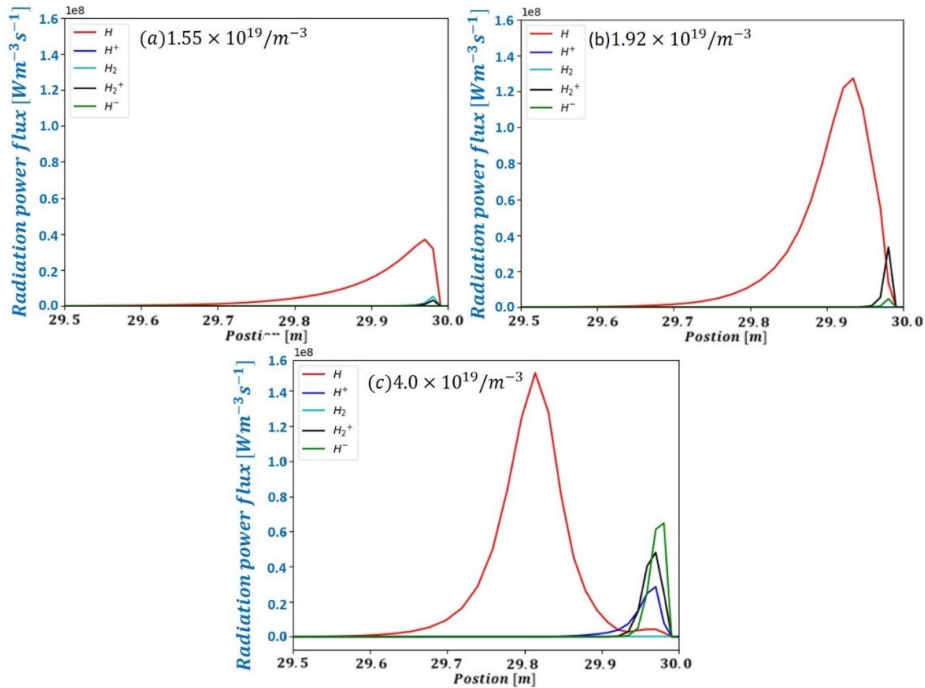 1e8
(a)1.55 × 10¹⁹/m⁻³
H
H⁺
H₂
H₂⁺
H⁻
1.6
1.4
1.2
1.0
0.8
0.6
0.4
0.2
0.0
Radiation power flux [Wm⁻³s⁻¹]
29.5 29.6 29.7 29.8 29.9 30.0
[m]
1e8
(b)1.92 × 10¹⁹/m⁻³
H
H⁺
H₂
H₂⁺
H⁻
1.6
1.4
1.2
1.0
0.8
0.6
0.4
0.2
0.0
Radiation power flux [Wm⁻³s⁻¹]
29.5 29.6 29.7 29.8 29.9 30.0
Postion [m]
1e8
(c)4.0 × 10¹⁹/m⁻³
H
H⁺
H₂
H₂⁺
H⁻
1.6
1.4
1.2
1.0
0.8
0.6
0.4
0.2
0.0
Radiation power flux [Wm⁻³s⁻¹]
29.5 29.6 29.7 29.8 29.9 30.0
Postion [m]